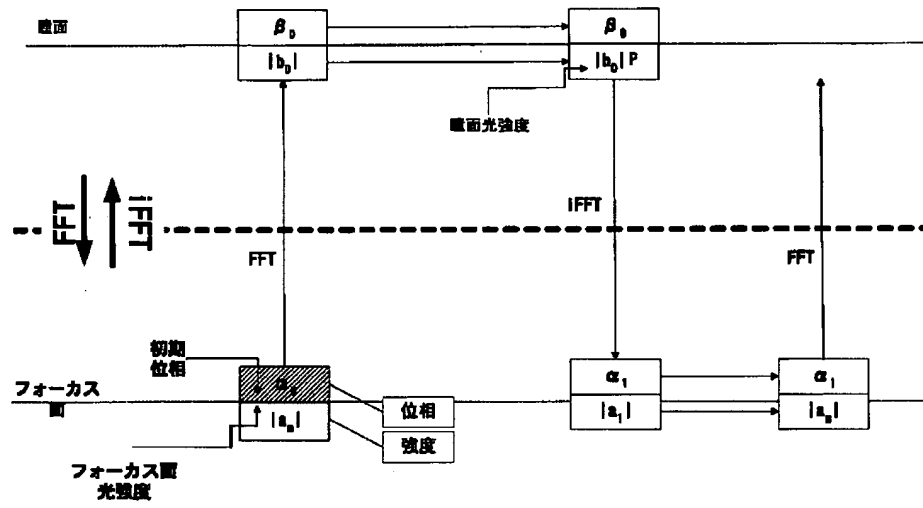 瞳面
β₀
|b₀|
β₀
|b₀| P
瞳面光強度
FFT
iFFT
FFT
iFFT
FFT
初期
位相
フォーカス
面
α₀
|aₙ|
位相
強度
フォーカス面
光強度
α₁
|a₁|
α₁
|aₙ|